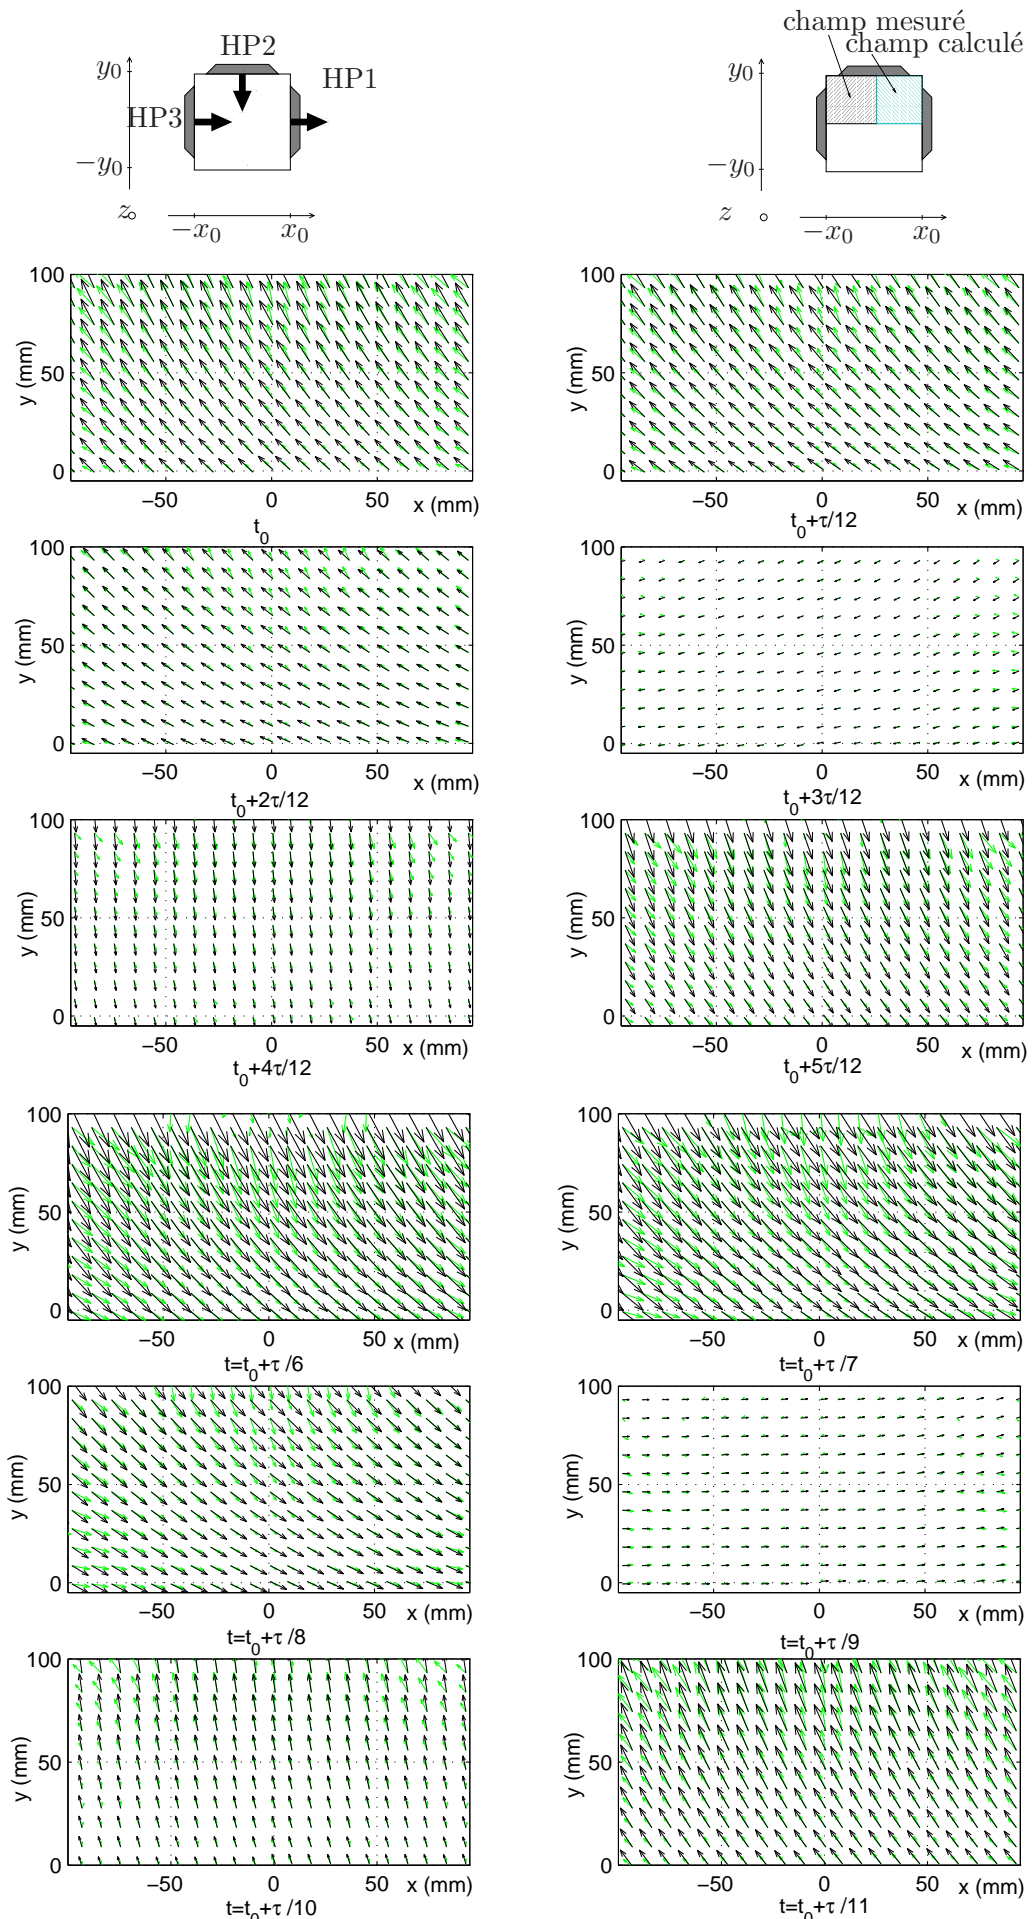 HP2
HP1
HP3
y0
−y0
z
−x0
x0
champ mesuré
champ calculé
y0
−y0
z
−x0
x0
100
50
0
y (mm)
−50 0 50 x (mm)
t0
100
50
0
y (mm)
−50 0 50 x (mm)
t0+τ/12
100
50
0
y (mm)
−50 0 50 x (mm)
t0+2τ/12
100
50
0
y (mm)
−50 0 50 x (mm)
t0+3τ/12
100
50
0
y (mm)
−50 0 50 x (mm)
t0+4τ/12
100
50
0
y (mm)
−50 0 50 x (mm)
t0+5τ/12
100
50
0
y (mm)
−50 0 50 x (mm)
t=t0+τ /6
100
50
0
y (mm)
−50 0 50 x (mm)
t=t0+τ /7
100
50
0
y (mm)
−50 0 50 x (mm)
t=t0+τ /8
100
50
0
y (mm)
−50 0 50 x (mm)
t=t0+τ /9
100
50
0
y (mm)
−50 0 50 x (mm)
t=t0+τ /10
100
50
0
y (mm)
−50 0 50 x (mm)
t=t0+τ /11